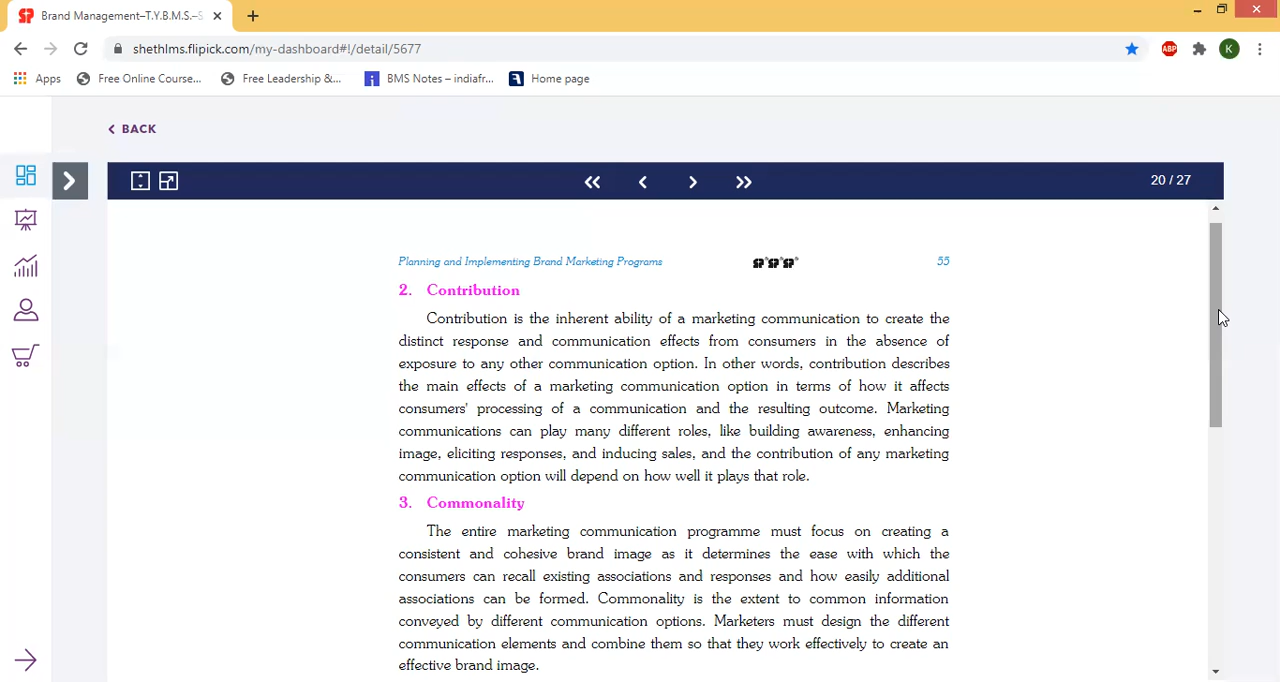 Brand Management–T.Y.B.M.S.–S
shethlms.flipick.com/my-dashboard#!/detail/5677
ABP
K
Apps
Free Online Course...
Free Leadership &...
BMS Notes – indiafr...
Home page
BACK
20 / 27
Planning and Implementing Brand Marketing Programs
55
2. Contribution
Contribution is the inherent ability of a marketing communication to create the
distinct response and communication effects from consumers in the absence of
exposure to any other communication option. In other words, contribution describes
the main effects of a marketing communication option in terms of how it affects
consumers' processing of a communication and the resulting outcome. Marketing
communications can play many different roles, like building awareness, enhancing
image, eliciting responses, and inducing sales, and the contribution of any marketing
communication option will depend on how well it plays that role.
3. Commonality
The entire marketing communication programme must focus on creating a
consistent and cohesive brand image as it determines the ease with which the
consumers can recall existing associations and responses and how easily additional
associations can be formed. Commonality is the extent to common information
conveyed by different communication options. Marketers must design the different
communication elements and combine them so that they work effectively to create an
effective brand image.